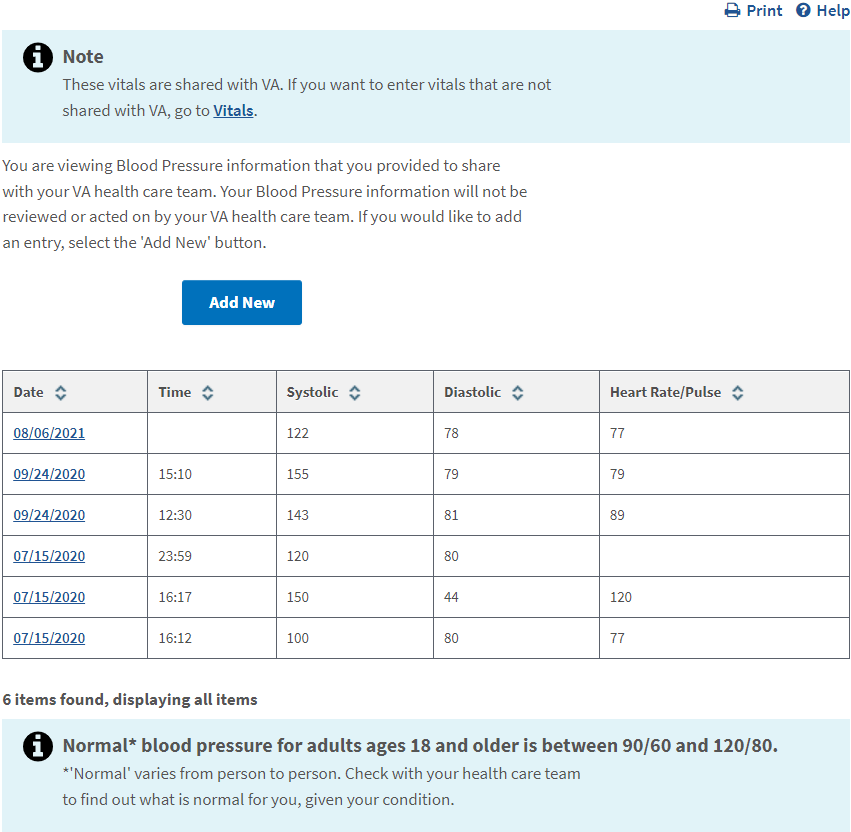 Print Help
Note
These vitals are shared with VA. If you want to enter vitals that are not
shared with VA, go to Vitals.
You are viewing Blood Pressure information that you provided to share
with your VA health care team. Your Blood Pressure information will not be
reviewed or acted on by your VA health care team. If you would like to add
an entry, select the 'Add New' button.
Add New
Date Time Systolic Diastolic Heart Rate/Pulse
08/06/2021 122 78 77
09/24/2020 15:10 155 79 79
09/24/2020 12:30 143 81 89
07/15/2020 23:59 120 80
07/15/2020 16:17 150 44 120
07/15/2020 16:12 100 80 77
6 items found, displaying all items
Normal* blood pressure for adults ages 18 and older is between 90/60 and 120/80.
*'Normal' varies from person to person. Check with your health care team
to find out what is normal for you, given your condition.